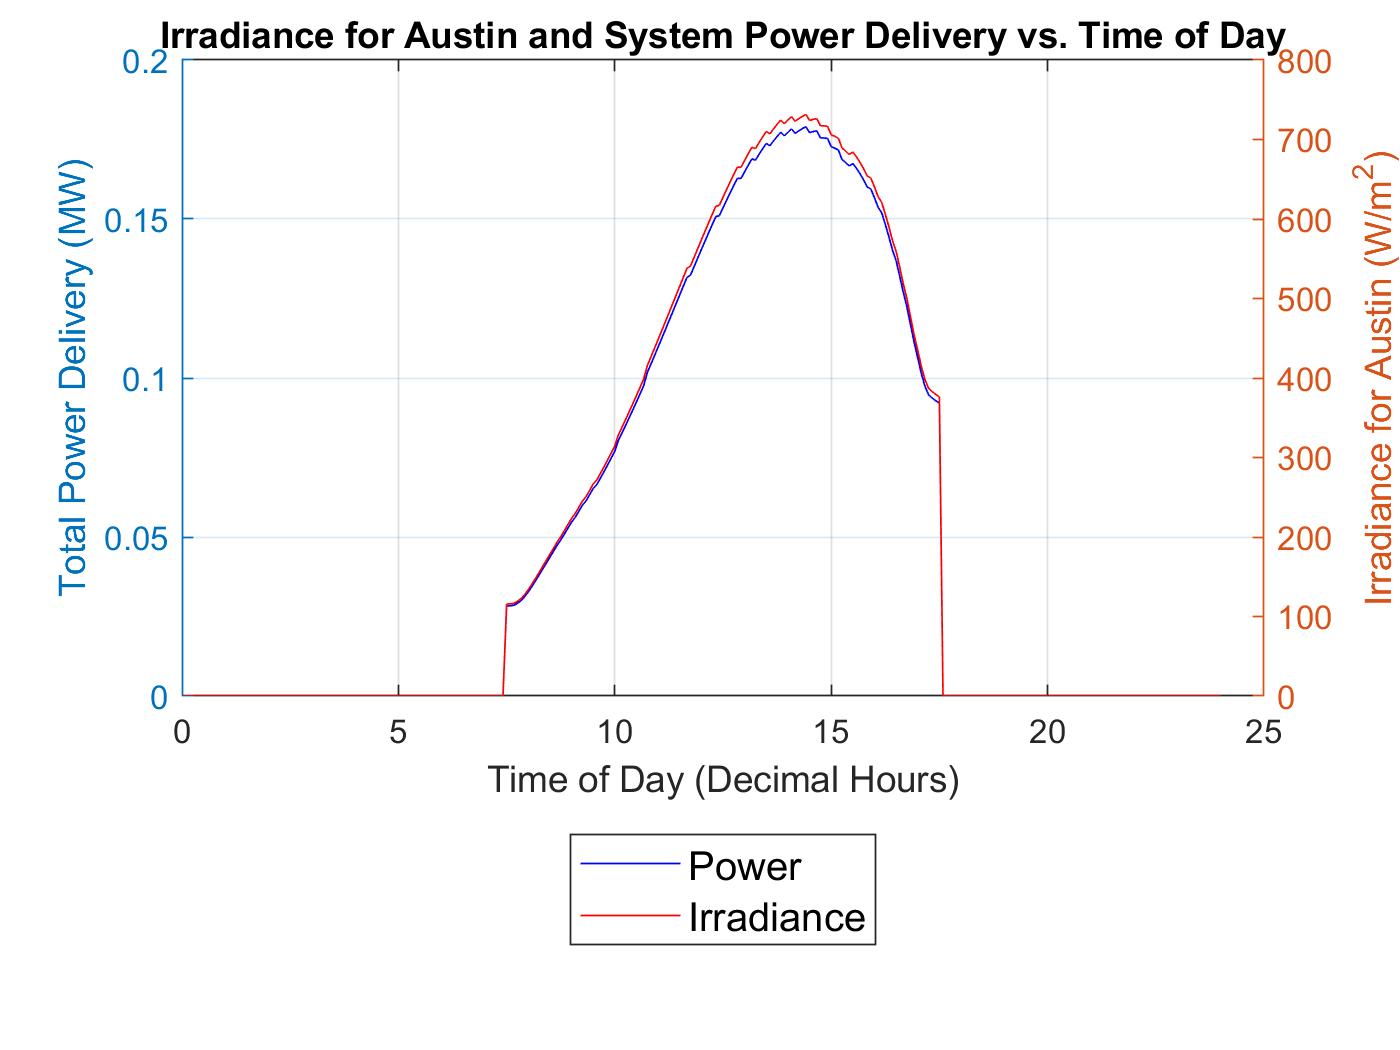 Irradiance for Austin and System Power Delivery vs. Time of Day
Total Power Delivery (MW)
0.2
0.15
0.1
0.05
0
800
700
600
500
400
300
200
100
0
Irradiance for Austin (W/m²)
0 5 10 15 20 25
Time of Day (Decimal Hours)
Power
Irradiance